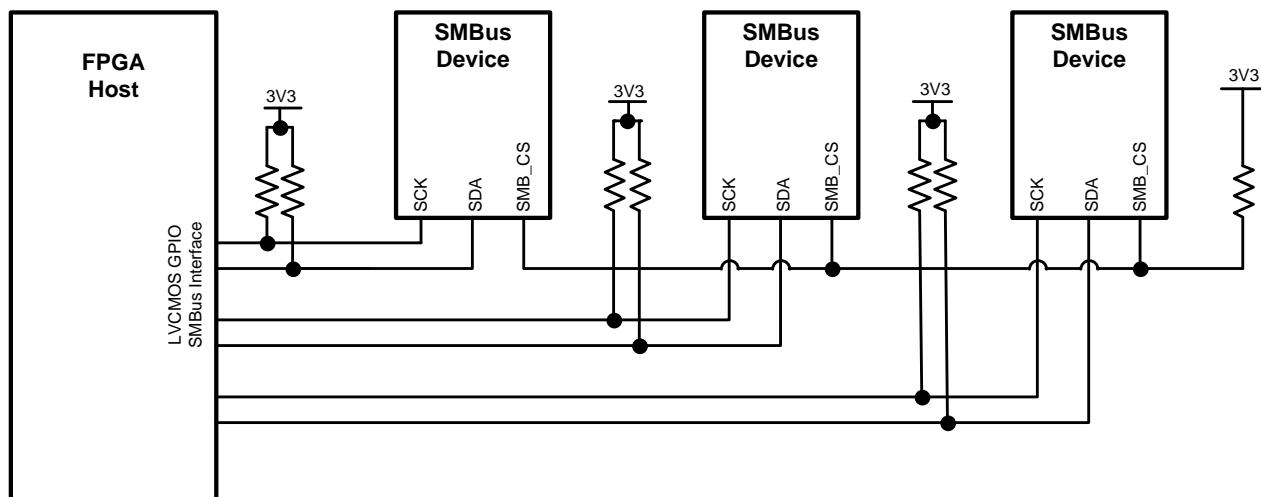 FPGA
Host
LVCMOS GPIO
SMBus Interface
3V3
SMBus
Device
SCK
SDA
SMB_CS
3V3
SMBus
Device
SCK
SDA
SMB_CS
3V3
SMBus
Device
SCK
SDA
SMB_CS
3V3